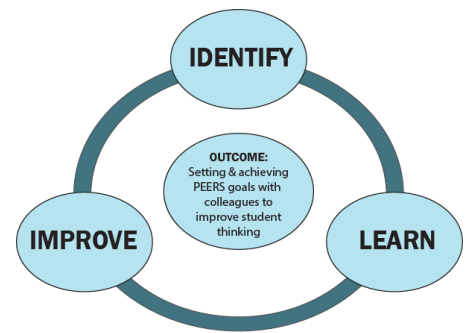 IDENTIFY
OUTCOME:
Setting & achieving
PEERS goals with
colleagues to
improve student
thinking
IMPROVE
LEARN